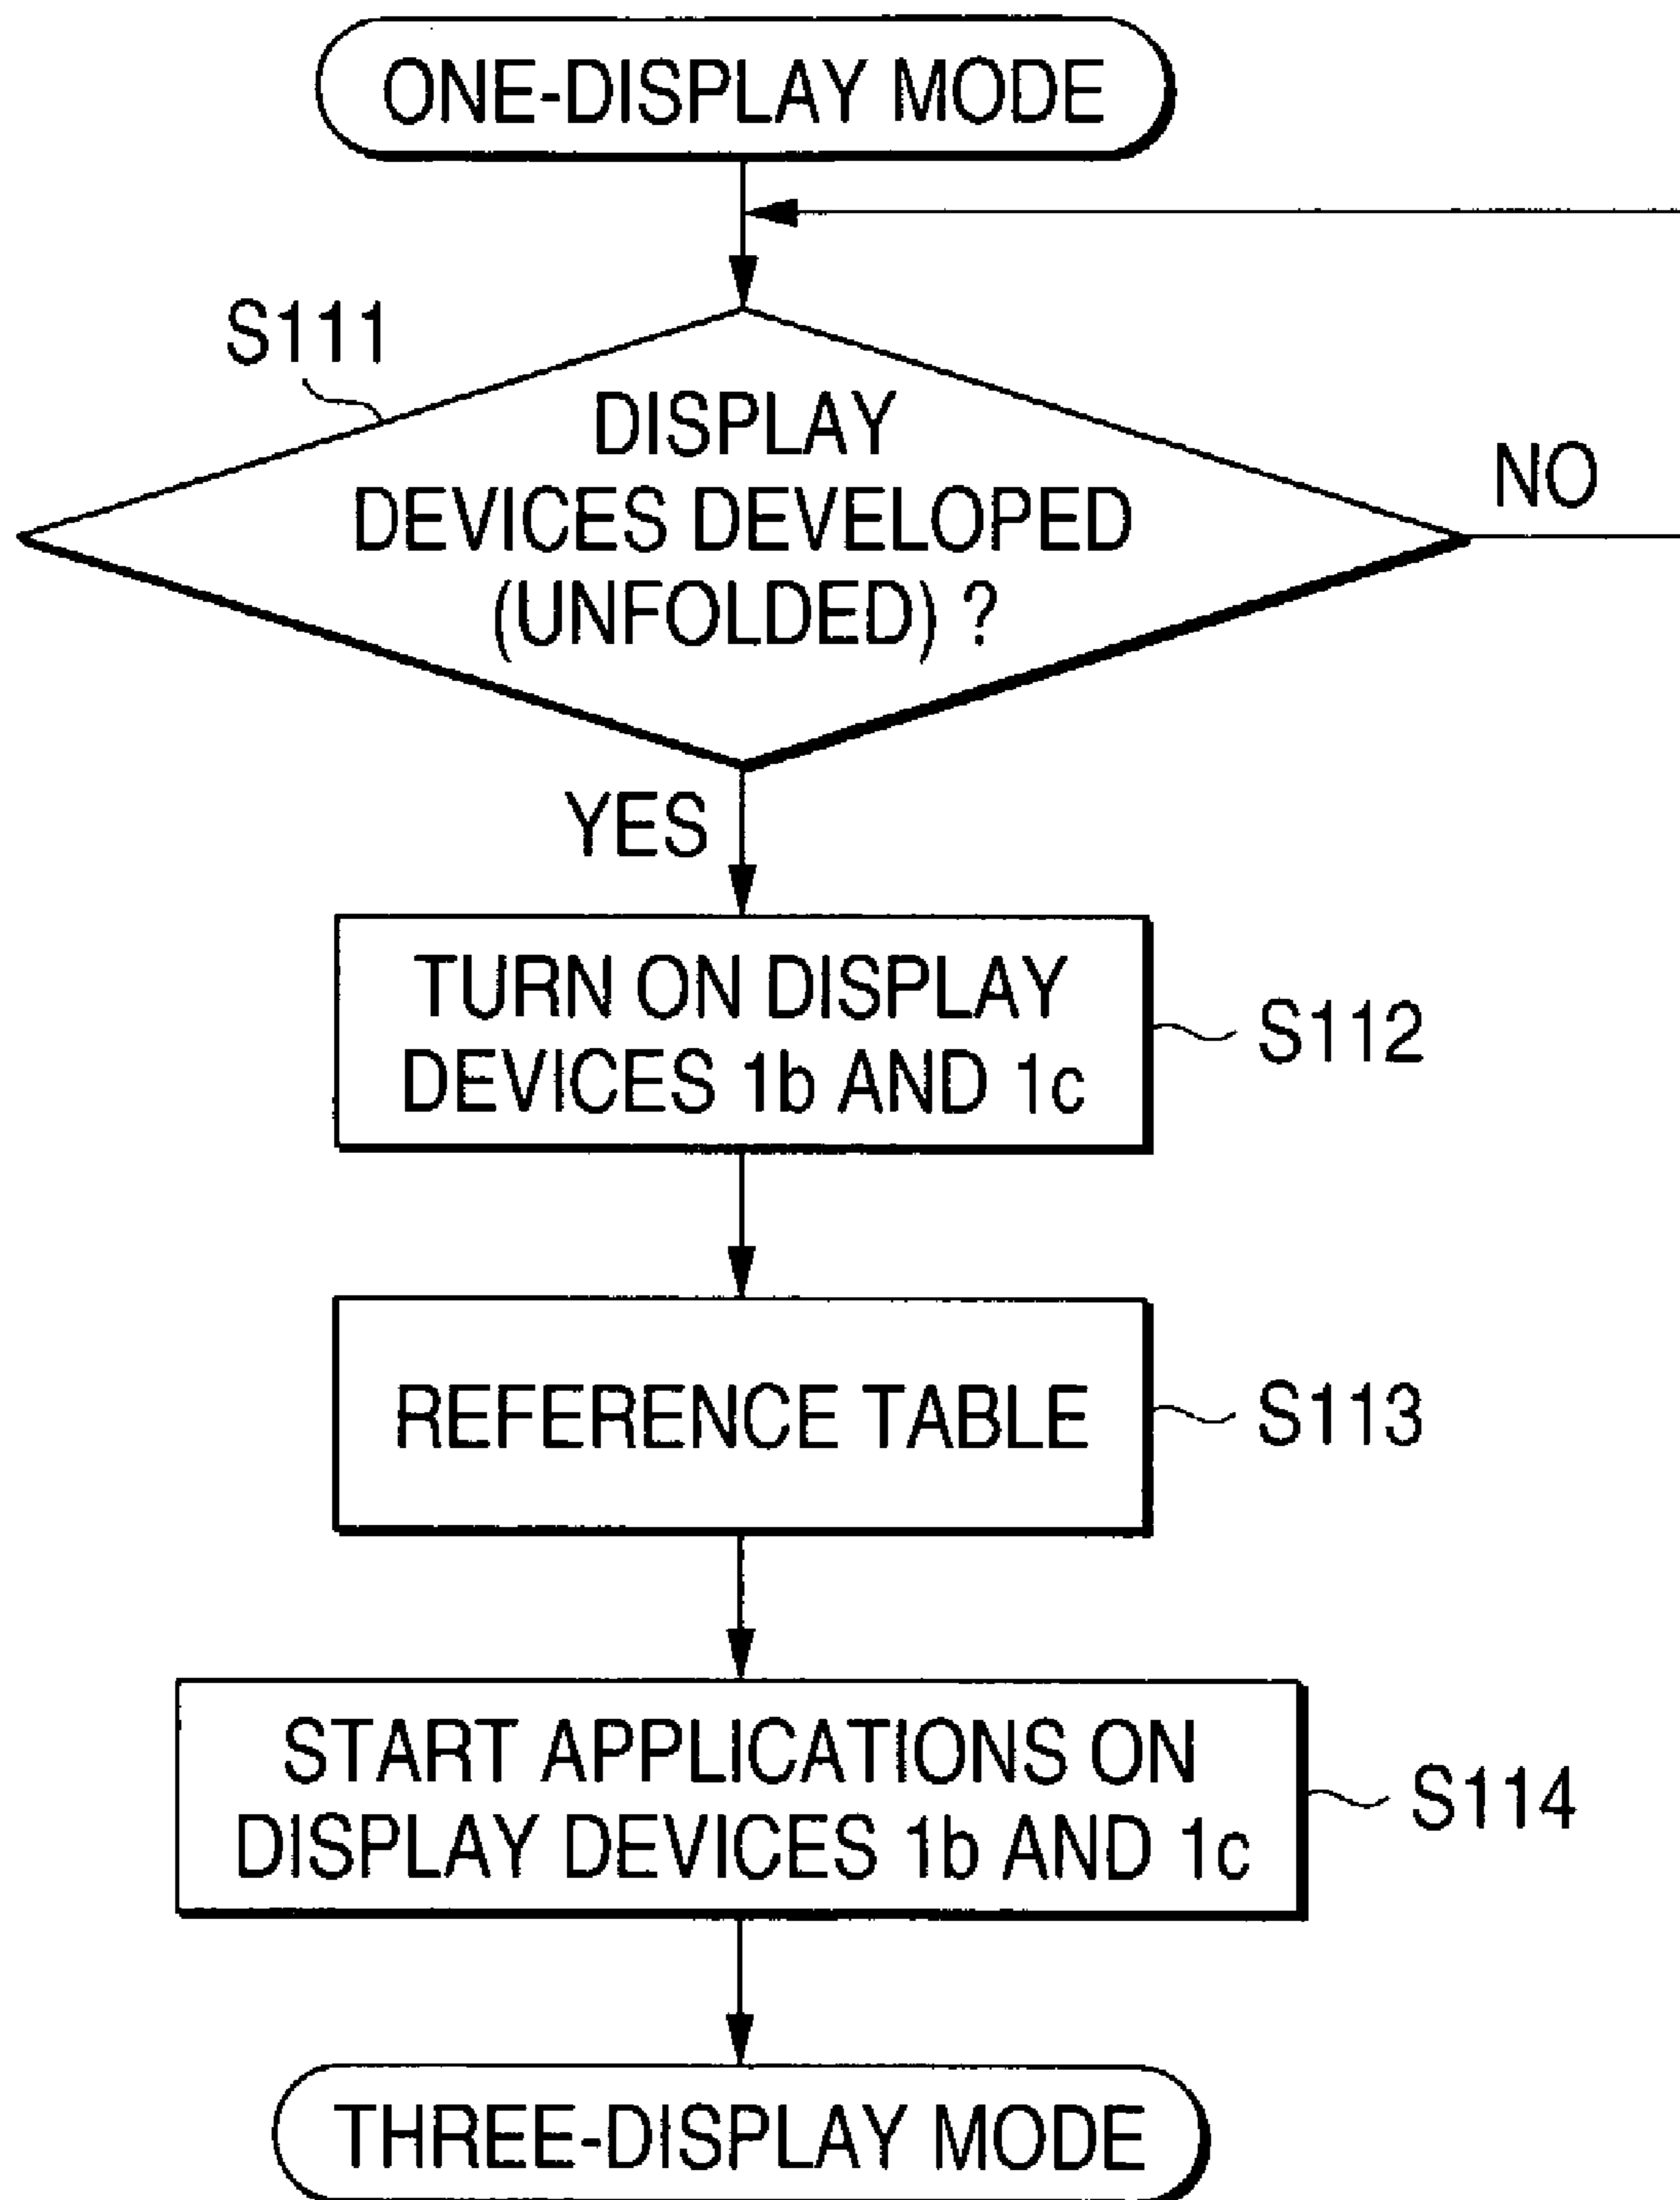 ONE-DISPLAY MODE
S111
DISPLAY
DEVICES DEVELOPED
(UNFOLDED) ?
NO
YES
TURN ON DISPLAY
DEVICES 1b AND 1c
S112
REFERENCE TABLE
S113
START APPLICATIONS ON
DISPLAY DEVICES 1b AND 1c
S114
THREE-DISPLAY MODE